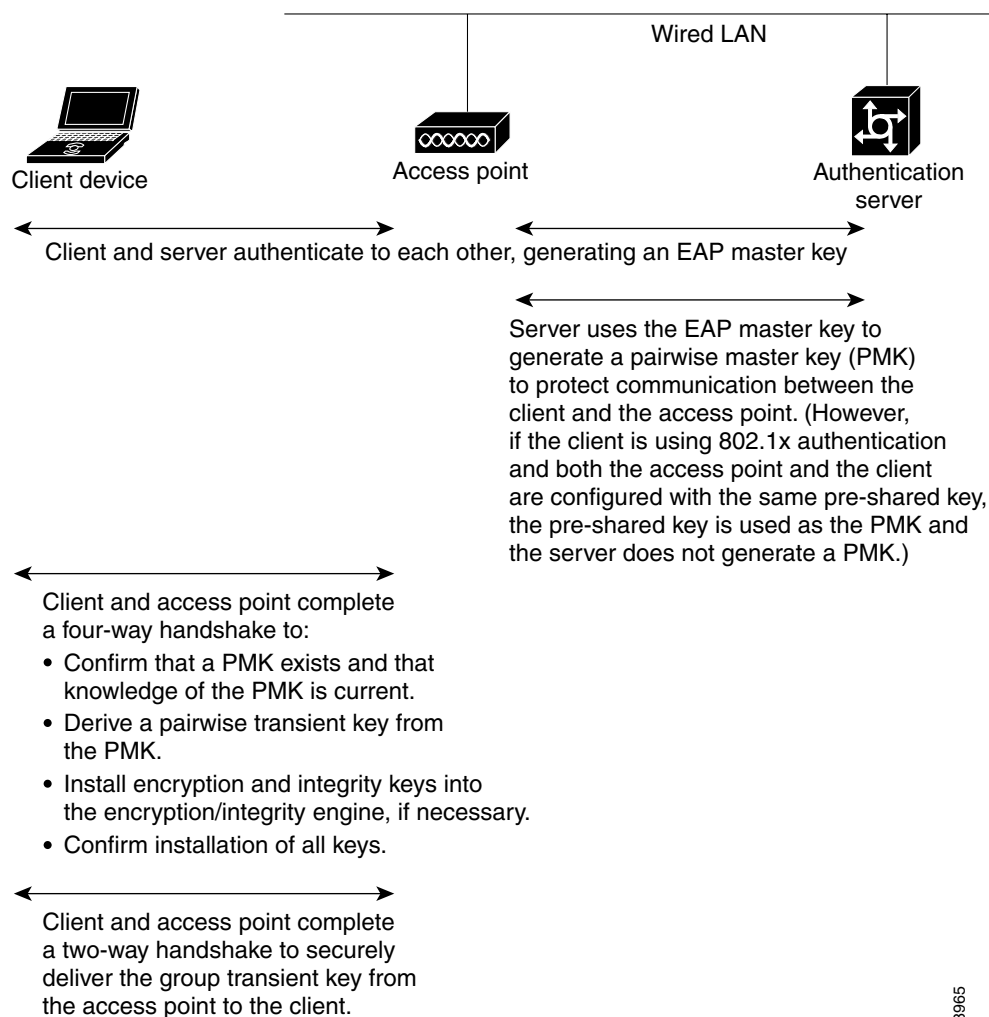 Wired LAN
Client device
Access point
Authentication
server
Client and server authenticate to each other, generating an EAP master key
Server uses the EAP master key to
generate a pairwise master key (PMK)
to protect communication between the
client and the access point. (However,
if the client is using 802.1x authentication
and both the access point and the client
are configured with the same pre-shared key,
the pre-shared key is used as the PMK and
the server does not generate a PMK.)
Client and access point complete
a four-way handshake to:
• Confirm that a PMK exists and that
knowledge of the PMK is current.
• Derive a pairwise transient key from
the PMK.
• Install encryption and integrity keys into
the encryption/integrity engine, if necessary.
• Confirm installation of all keys.
Client and access point complete
a two-way handshake to securely
deliver the group transient key from
the access point to the client.